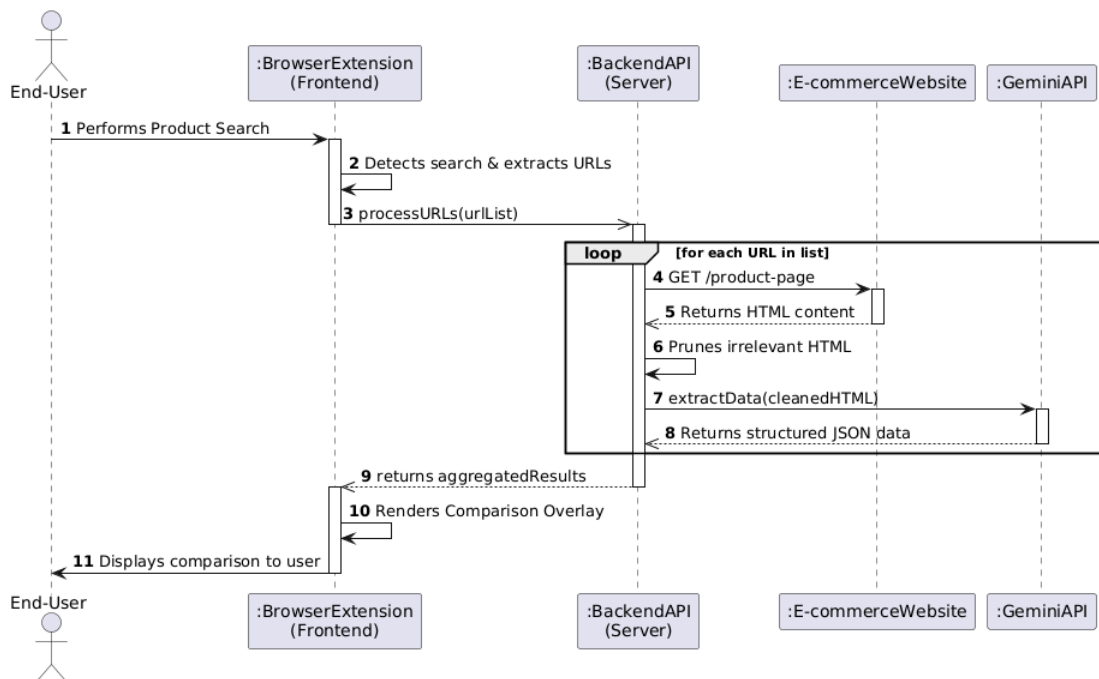 End-User
:BrowserExtension
(Frontend)
:BackendAPI
(Server)
:E-commerceWebsite
:GeminiAPI
1 Performs Product Search
2 Detects search & extracts URLs
3 processURLs(urlList)
loop [for each URL in list]
4 GET /product-page
5 Returns HTML content
6 Prunes irrelevant HTML
7 extractData(cleanedHTML)
8 Returns structured JSON data
9 returns aggregatedResults
10 Renders Comparison Overlay
11 Displays comparison to user
End-User
:BrowserExtension
(Frontend)
:BackendAPI
(Server)
:E-commerceWebsite
:GeminiAPI